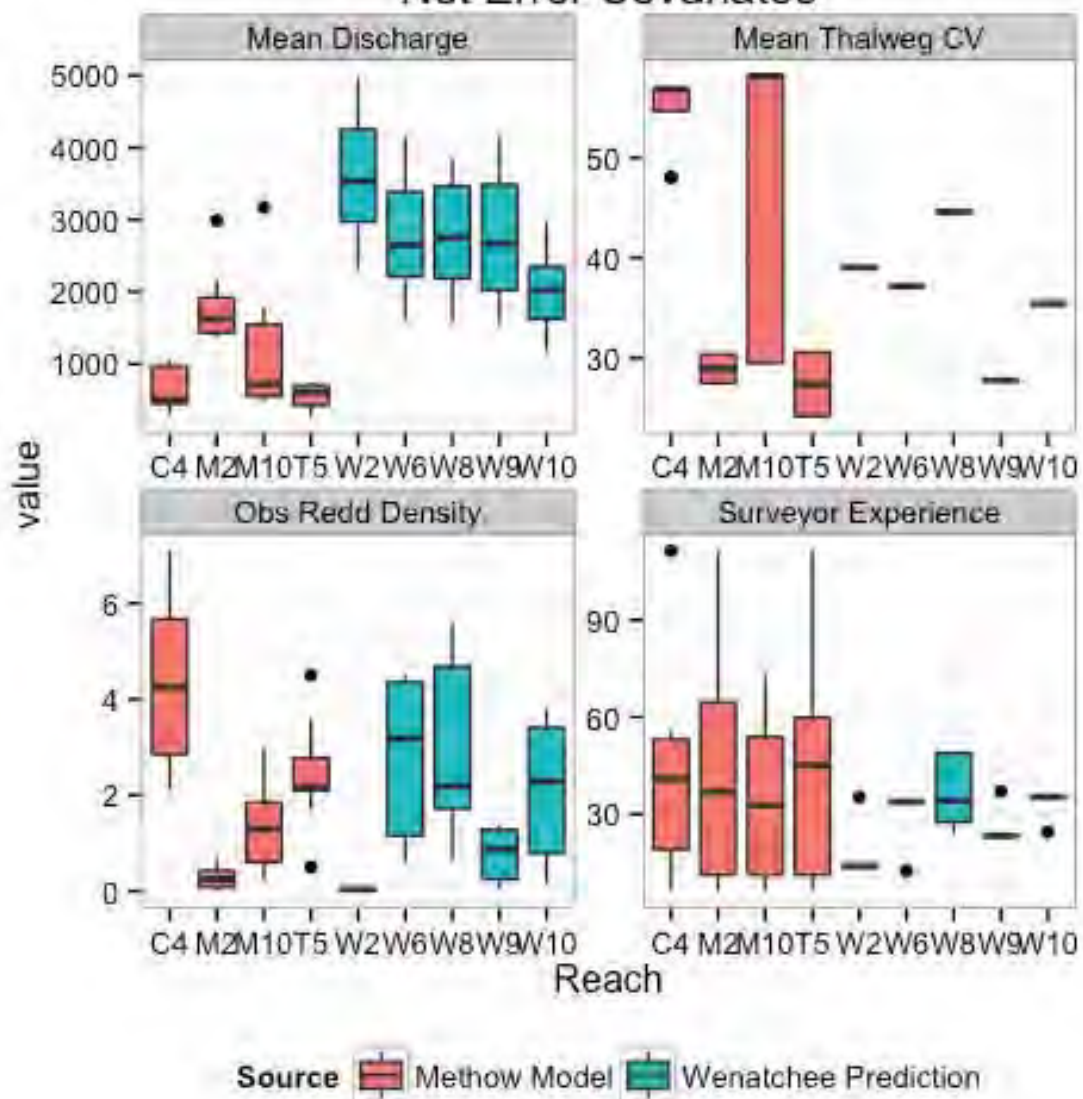 Net Error Covariates
Mean Discharge
Mean Thalweg CV
5000
4000
3000
2000
1000
50
40
30
C4 M2 M10 T5 W2 W6 W8 W9 W10
C4 M2 M10 T5 W2 W6 W8 W9 W10
value
Obs Redd Density
Surveyor Experience
6
4
2
0
90
60
30
C4 M2 M10 T5 W2 W6 W8 W9 W10
C4 M2 M10 T5 W2 W6 W8 W9 W10
Reach
Source Methow Model Wenatchee Prediction